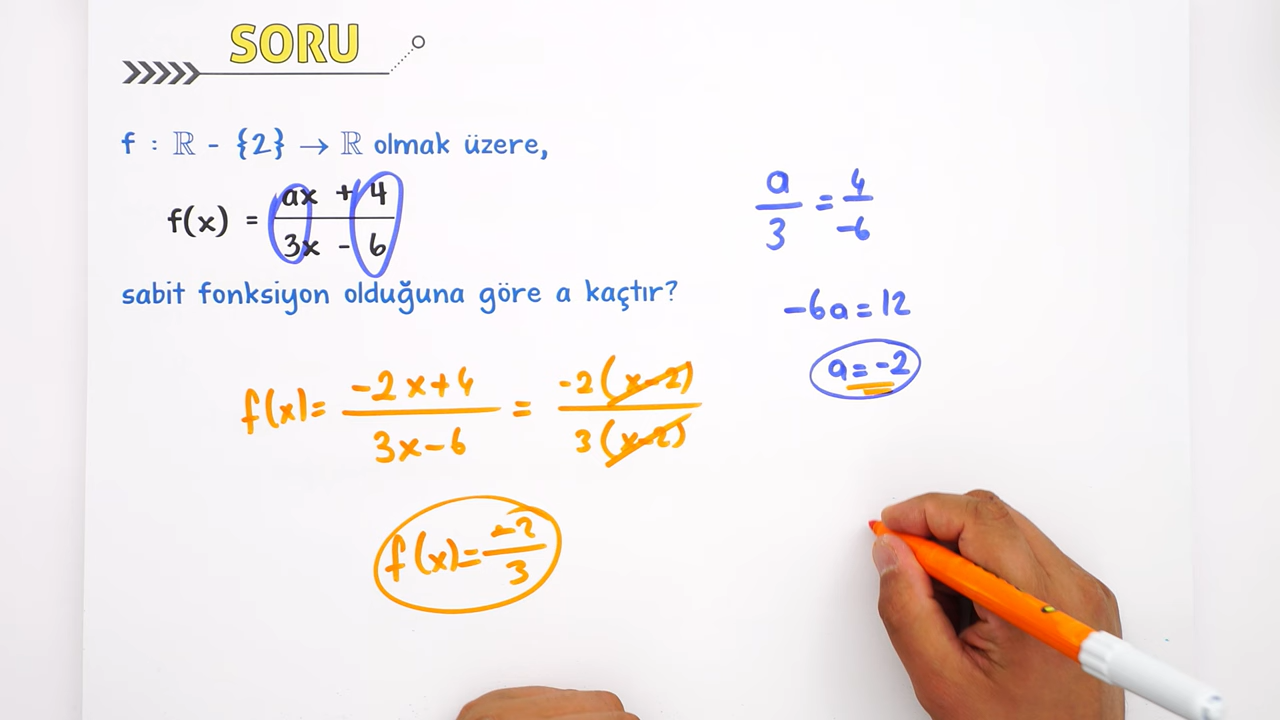 SORU
f : ℝ - {2} → ℝ olmak üzere,
f(x) = (ax + 4)/(3x - 6)
sabit fonksiyon olduğuna göre a kaçtır?
a/3 = 4/-6
-6a = 12
a = -2
f(x) = (-2x+4)/(3x-6) = -2(x-2)/3(x-2)
f(x) = -2/3